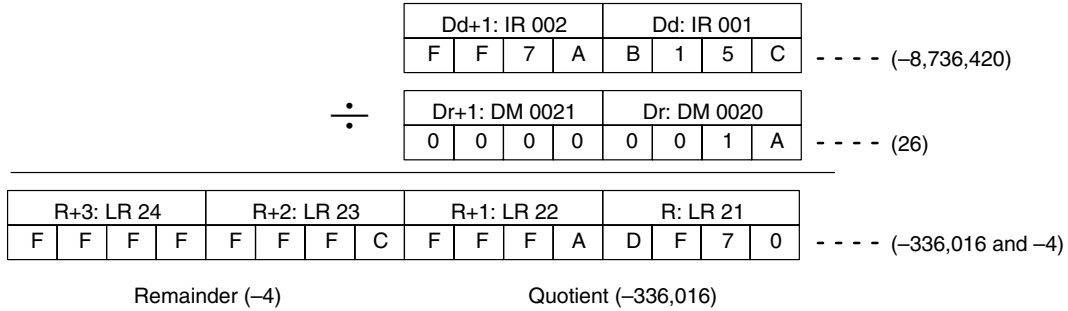 Dd+1: IR 002 Dd: IR 001
F F 7 A B 1 5 C - - - - (–8,736,420)
÷ Dr+1: DM 0021 Dr: DM 0020
0 0 0 0 0 0 1 A - - - - (26)
R+3: LR 24 R+2: LR 23 R+1: LR 22 R: LR 21
F F F F F F F C F F F A D F 7 0 - - - - (–336,016 and –4)
Remainder (–4) Quotient (–336,016)